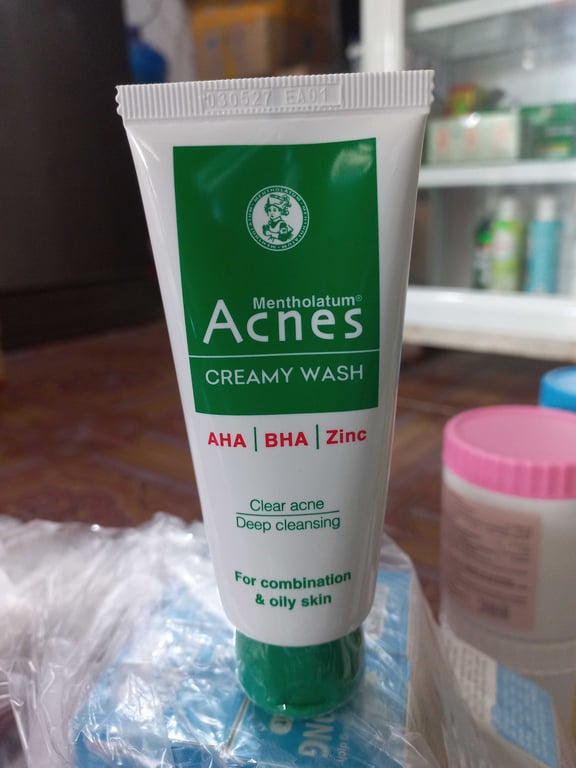 030527 EA01
Mentholatum®
Acnes
CREAMY WASH
AHA | BHA | Zinc
Clear acne
Deep cleansing
For combination
& oily skin